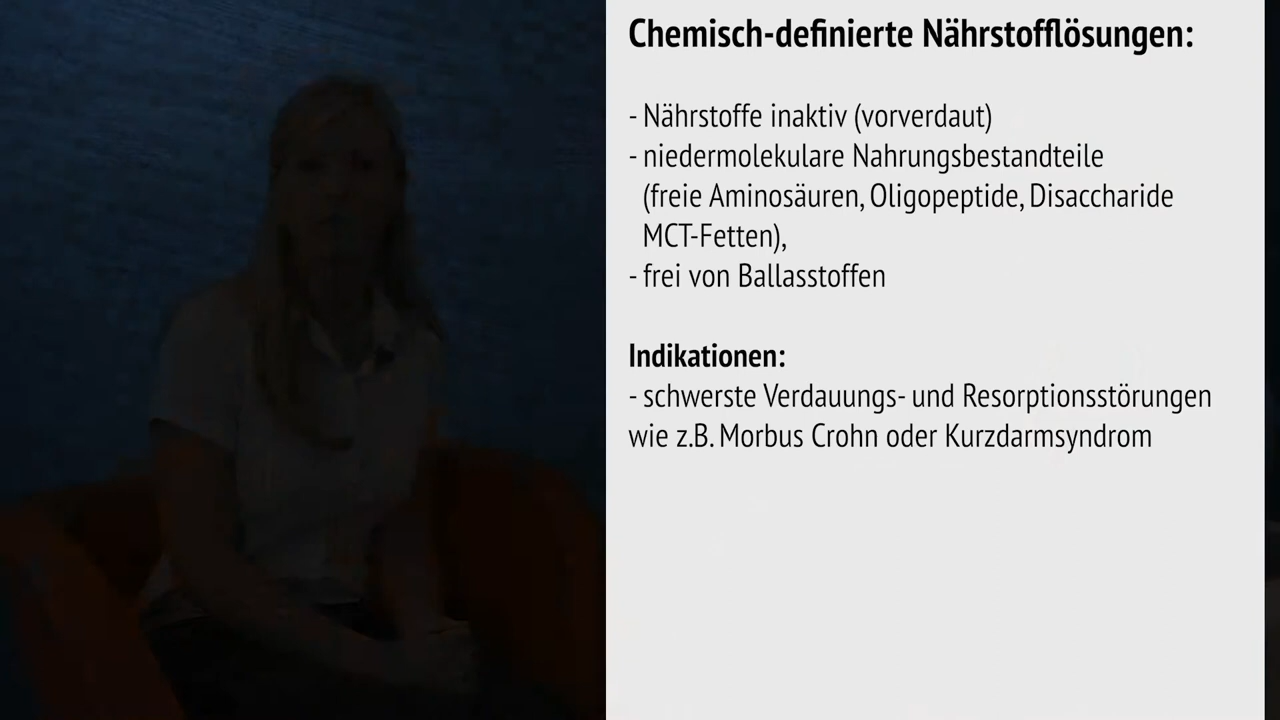 Chemisch-definierte Nährstofflösungen:
- Nährstoffe inaktiv (vorverdaut)
- niedermolekulare Nahrungsbestandteile
(freie Aminosäuren, Oligopeptide, Disaccharide
MCT-Fetten),
- frei von Ballasstoffen
Indikationen:
- schwerste Verdauungs- und Resorptionsstörungen
wie z.B. Morbus Crohn oder Kurzdarmsyndrom